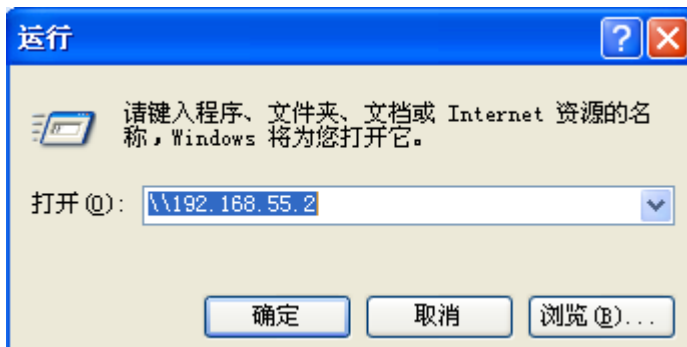 运行
请键入程序、文件夹、文档或 Internet 资源的名
称，Windows 将为您打开它。
打开(O): \\192.168.55.2
确定 取消 浏览(B)...